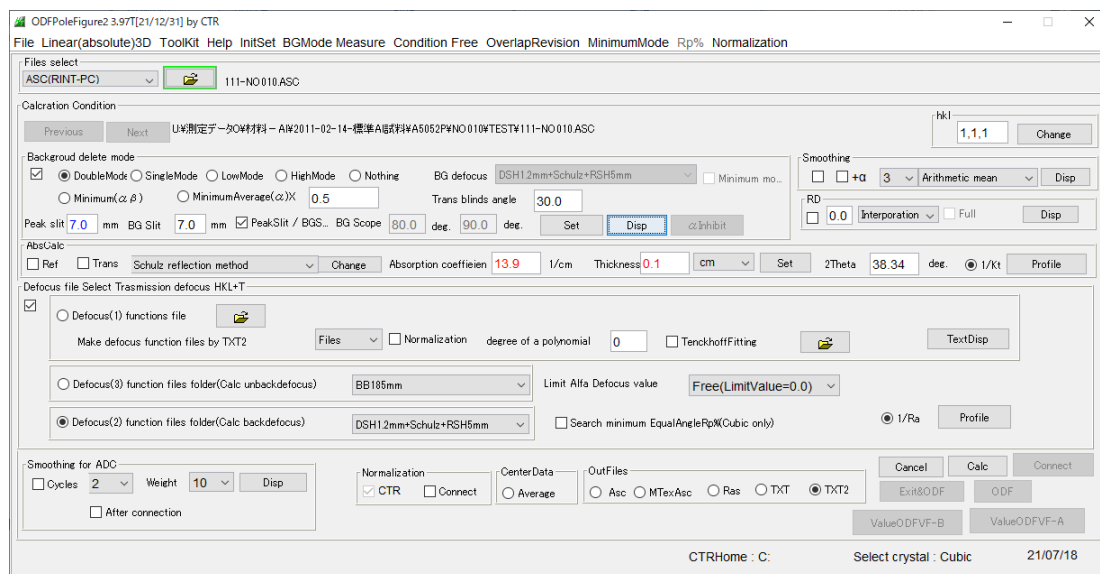 ODFPoleFigure2 3.97T[21/12/31] by CTR
File Linear(absolute)3D ToolKit Help InitSet BGMode Measure Condition Free OverlapRevision MinimumMode Rp% Normalization
Files select
ASC(RINT-PC) 111-NO010.ASC
Calcration Condition
Previous Next U:¥測定データO¥材料-Al¥2011-02-14-標準Al試料¥A5052P¥NO010¥TEST¥111-NO010.ASC
hkl
1,1,1 Change
Backgroud delete mode
DoubleMode SingleMode LowMode HighMode Nothing BG defocus DSH1.2mm+Schulz+RSH5mm Minimum mo...
Minimum(αβ) MinimumAverage(α)X 0.5 Trans blinds angle 30.0
Peak slit 7.0 mm BG Slit 7.0 mm PeakSlit / BGS... BG Scope 80.0 deg. 90.0 deg. Set Disp αInhibit
Smoothing
+α 3 Arithmetic mean Disp
RD
0.0 Interporation Full Disp
AbsCalc
Ref Trans Schulz reflection method Change Absorption coeffieien 13.9 1/cm Thickness 0.1 cm Set 2Theta 38.34 deg. 1/Kt Profile
Defocus file Select Trasmission defocus HKL+T
Defocus(1) functions file
Make defocus function files by TXT2 Files Normalization degree of a polynomial 0 TenckhoffFitting TextDisp
Defocus(3) function files folder(Calc unbackdefocus) BB185mm Limit Alfa Defocus value Free(LimitValue=0.0)
Defocus(2) function files folder(Calc backdefocus) DSH1.2mm+Schulz+RSH5mm Search minimum EqualAngleRp%(Cubic only) 1/Ra Profile
Smoothing for ADC
Cycles 2 Weight 10 Disp
After connection
Normalization
CTR Connect
CenterData
Average
OutFiles
Asc MTexAsc Ras TXT TXT2
Cancel Calc Connect
Exit&ODF ODF
ValueODFVF-B ValueODFVF-A
CTRHome : C: Select crystal : Cubic 21/07/18